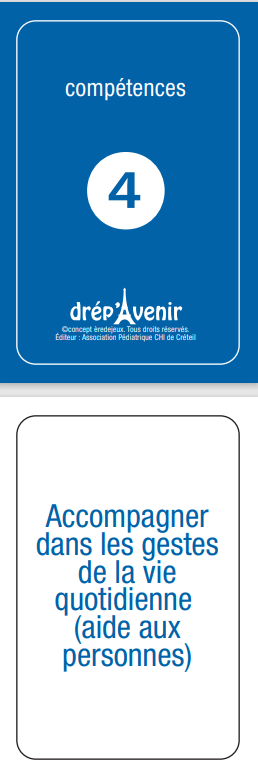 compétences
4
drép'Avenir
©concept èredejeux. Tous droits réservés.
Éditeur : Association Pédiatrique CHI de Créteil
Accompagner
dans les gestes
de la vie
quotidienne
(aide aux
personnes)